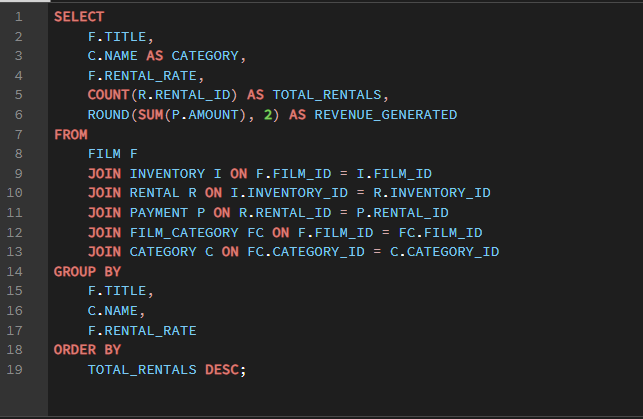 1 SELECT
2 F.TITLE,
3 C.NAME AS CATEGORY,
4 F.RENTAL_RATE,
5 COUNT(R.RENTAL_ID) AS TOTAL_RENTALS,
6 ROUND(SUM(P.AMOUNT), 2) AS REVENUE_GENERATED
7 FROM
8 FILM F
9 JOIN INVENTORY I ON F.FILM_ID = I.FILM_ID
10 JOIN RENTAL R ON I.INVENTORY_ID = R.INVENTORY_ID
11 JOIN PAYMENT P ON R.RENTAL_ID = P.RENTAL_ID
12 JOIN FILM_CATEGORY FC ON F.FILM_ID = FC.FILM_ID
13 JOIN CATEGORY C ON FC.CATEGORY_ID = C.CATEGORY_ID
14 GROUP BY
15 F.TITLE,
16 C.NAME,
17 F.RENTAL_RATE
18 ORDER BY
19 TOTAL_RENTALS DESC;